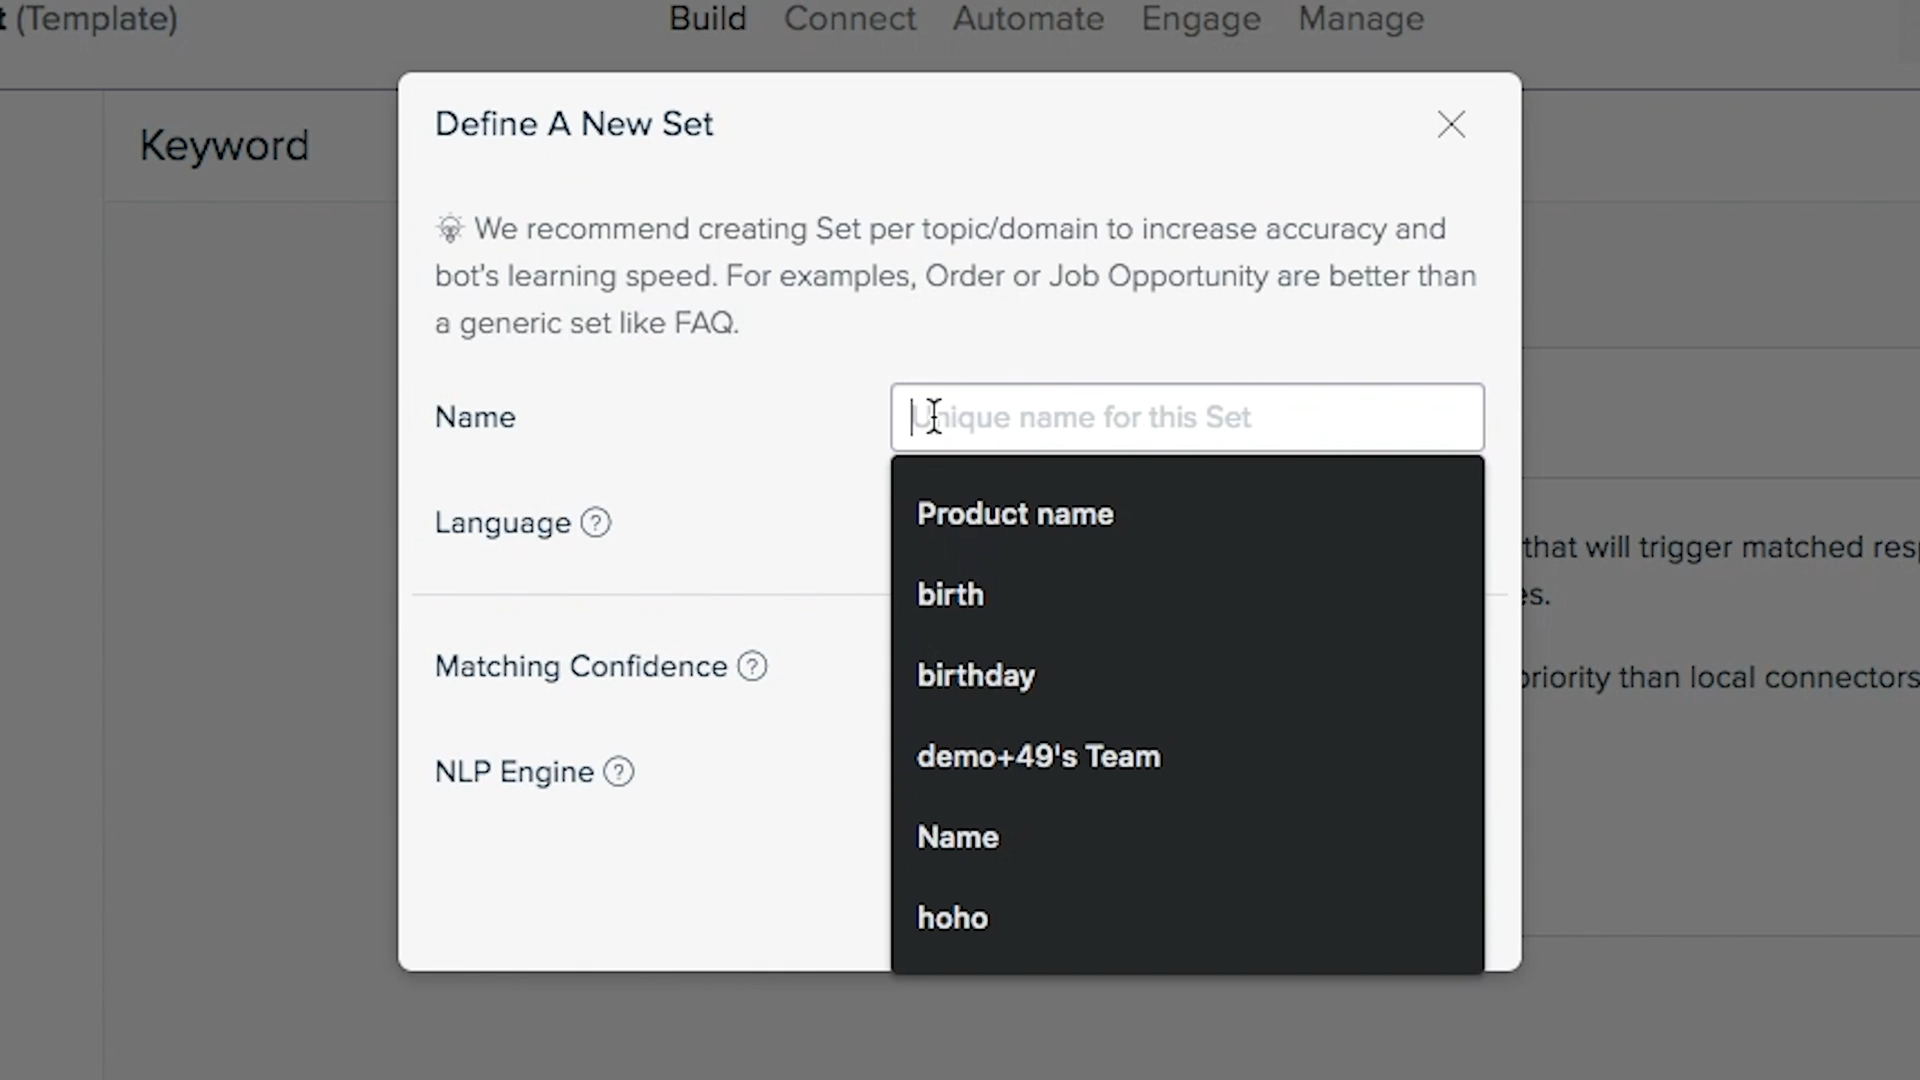 t (Template)
Build Connect Automate Engage Manage
Keyword
Define A New Set
We recommend creating Set per topic/domain to increase accuracy and
bot's learning speed. For examples, Order or Job Opportunity are better than
a generic set like FAQ.
Name
Unique name for this Set
Language ?
Matching Confidence ?
NLP Engine ?
Product name
birth
birthday
demo+49's Team
Name
hoho
that will trigger matched resp
es.
priority than local connectors